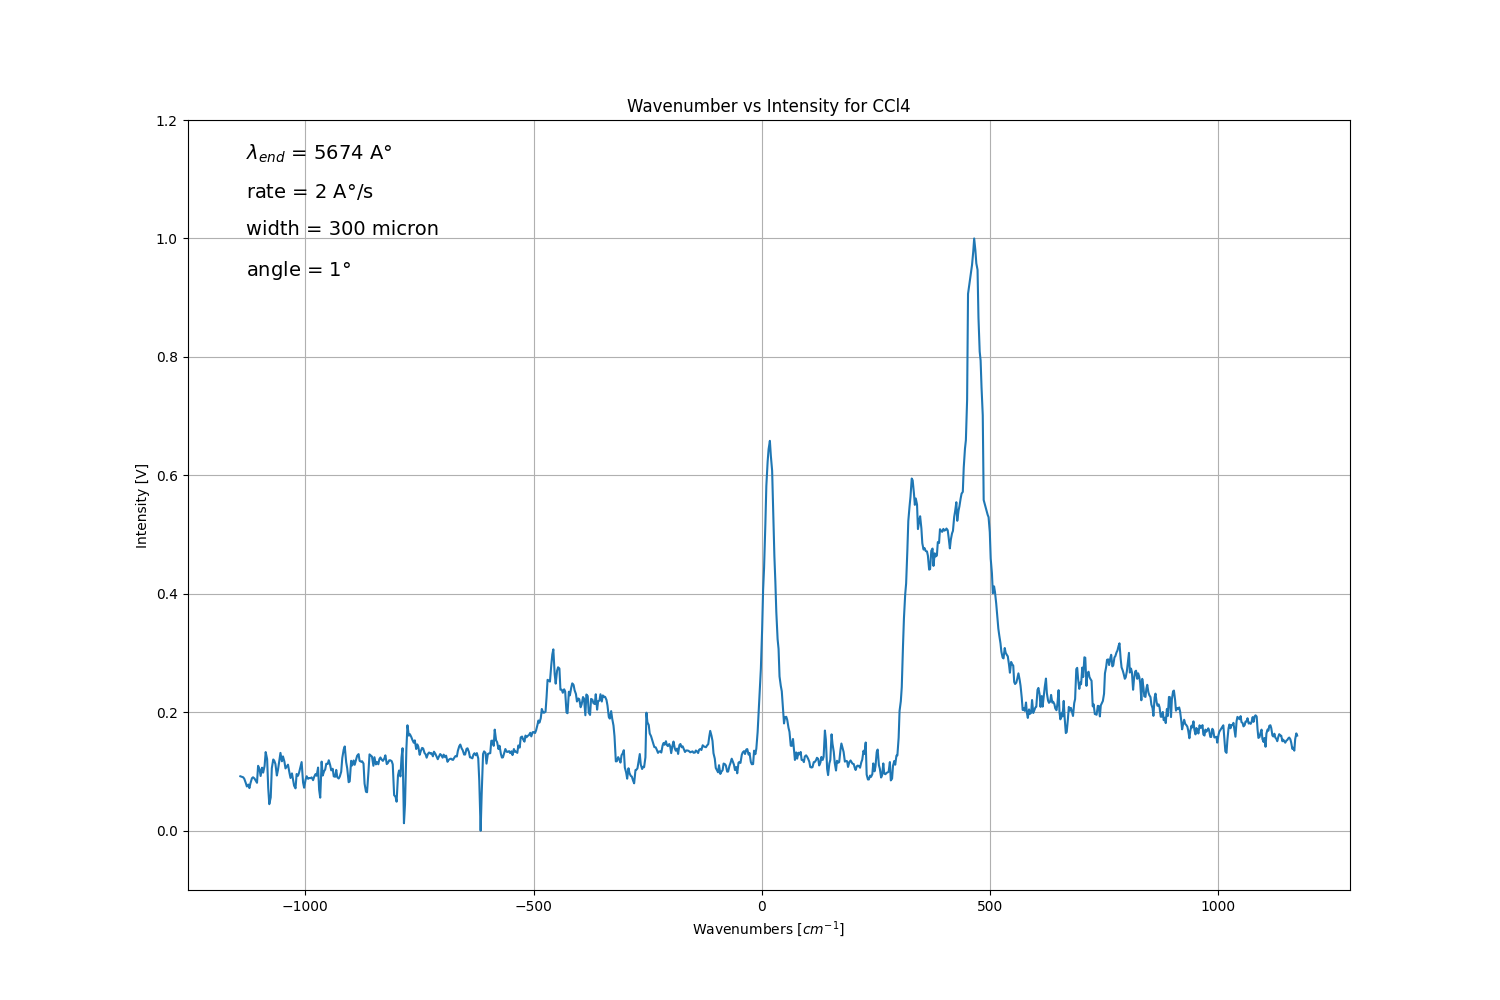 Wavenumber vs Intensity for CCl4
1.2
1.0
0.8
0.6
0.4
0.2
0.0
Intensity [V]
λ_end = 5674 A°
rate = 2 A°/s
width = 300 micron
angle = 1°
−1000 −500 0 500 1000
Wavenumbers [cm⁻¹]